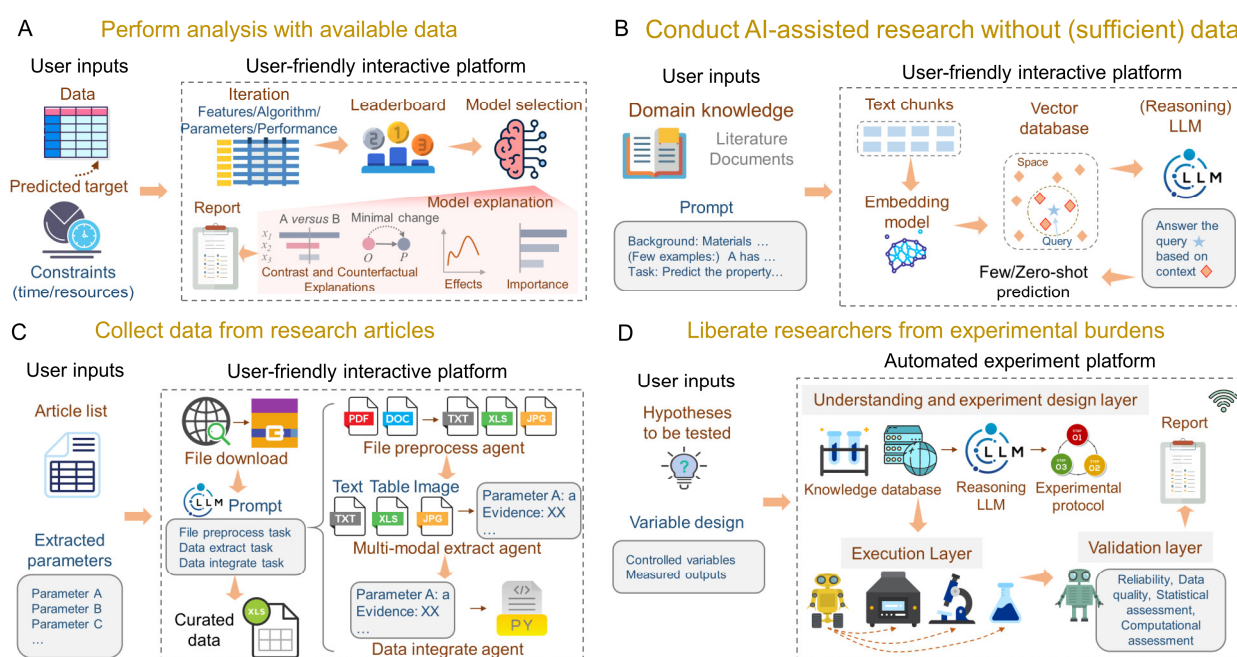 A
Perform analysis with available data
User inputs
Data
Predicted target
Constraints
(time/resources)
User-friendly interactive platform
Iteration
Features/Algorithm/
Parameters/Performance
Leaderboard
2 1 3
Model selection
Report
Model explanation
A versus B
x1
x2
x3
Minimal change
O P
Contrast and Counterfactual
Explanations
Effects
Importance
B
Conduct AI-assisted research without (sufficient) data
User inputs
Domain knowledge
Literature
Documents
Prompt
Background: Materials ...
(Few examples:) A has ...
Task: Predict the property...
User-friendly interactive platform
Text chunks
Embedding
model
Vector
database
Space
Query
(Reasoning)
LLM
LLM
Answer the
query
based on
context
Few/Zero-shot
prediction
C
Collect data from research articles
User inputs
Article list
Extracted
parameters
Parameter A
Parameter B
Parameter C
...
User-friendly interactive platform
File download
LLM
Prompt
File preprocess task
Data extract task
Data integrate task
XLS
Curated
data
PDF DOC TXT XLS JPG
File preprocess agent
Text Table Image
TXT XLS JPG
Parameter A: a
Evidence: XX
...
Multi-modal extract agent
Parameter A: a
Evidence: XX
...
</>
PY
Data integrate agent
D
Liberate researchers from experimental burdens
User inputs
Hypotheses
to be tested
?
Variable design
Controlled variables
Measured outputs
Automated experiment platform
Understanding and experiment design layer
Knowledge database
LLM
Reasoning
LLM
STEP
01
STEP
03
STEP
02
Experimental
protocol
Report
Execution Layer
Validation layer
Reliability, Data
quality, Statistical
assessment,
Computational
assessment